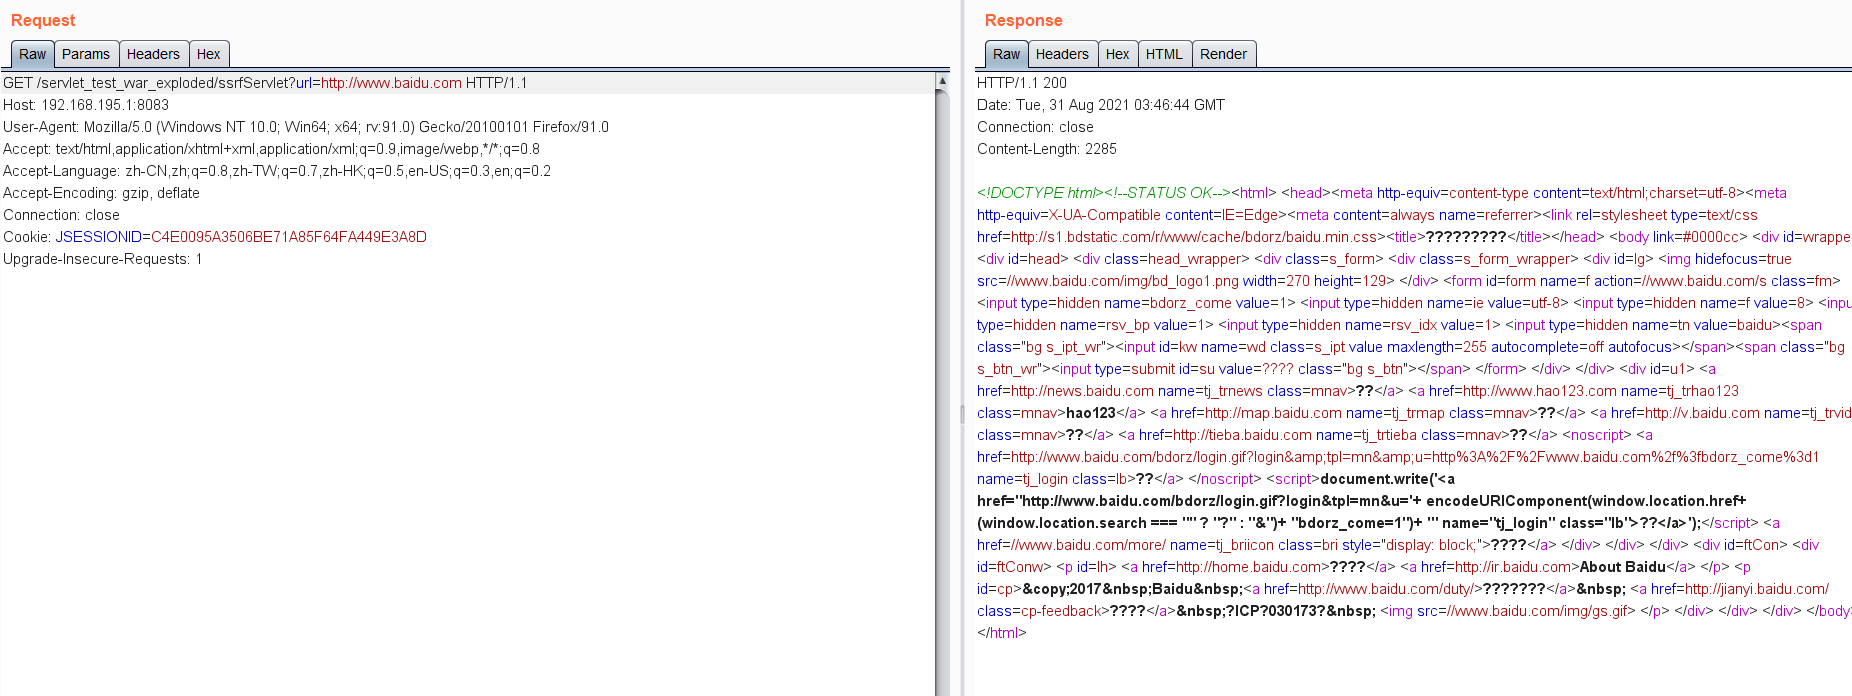 Request
Raw Params Headers Hex
GET /servlet_test_war_exploded/ssrfServlet?url=http://www.baidu.com HTTP/1.1
Host: 192.168.195.1:8083
User-Agent: Mozilla/5.0 (Windows NT 10.0; Win64; x64; rv:91.0) Gecko/20100101 Firefox/91.0
Accept: text/html,application/xhtml+xml,application/xml;q=0.9,image/webp,*/*;q=0.8
Accept-Language: zh-CN,zh;q=0.8,zh-TW;q=0.7,zh-HK;q=0.5,en-US;q=0.3,en;q=0.2
Accept-Encoding: gzip, deflate
Connection: close
Cookie: JSESSIONID=C4E0095A3506BE71A85F64FA449E3A8D
Upgrade-Insecure-Requests: 1
Response
Raw Headers Hex HTML Render
HTTP/1.1 200
Date: Tue, 31 Aug 2021 03:46:44 GMT
Connection: close
Content-Length: 2285
<!DOCTYPE html><!--STATUS OK--><html> <head><meta http-equiv=content-type content=text/html;charset=utf-8><meta
http-equiv=X-UA-Compatible content=IE=Edge><meta content=always name=referrer><link rel=stylesheet type=text/css
href=http://s1.bdstatic.com/r/www/cache/bdorz/baidu.min.css><title>?????????</title></head> <body link=#0000cc> <div id=wrappe
<div id=head> <div class=head_wrapper> <div class=s_form> <div class=s_form_wrapper> <div id=lg> <img hidefocus=true
src=//www.baidu.com/img/bd_logo1.png width=270 height=129> </div> <form id=form name=f action=//www.baidu.com/s class=fm>
<input type=hidden name=bdorz_come value=1> <input type=hidden name=ie value=utf-8> <input type=hidden name=f value=8> <inpu
type=hidden name=rsv_bp value=1> <input type=hidden name=rsv_idx value=1> <input type=hidden name=tn value=baidu><span
class="bg s_ipt_wr"><input id=kw name=wd class=s_ipt value maxlength=255 autocomplete=off autofocus></span><span class="bg
s_btn_wr"><input type=submit id=su value=???? class="bg s_btn"></span> </form> </div> </div> <div id=u1> <a
href=http://news.baidu.com name=tj_trnews class=mnav>??</a> <a href=http://www.hao123.com name=tj_trhao123
class=mnav>hao123</a> <a href=http://map.baidu.com name=tj_trmap class=mnav>??</a> <a href=http://v.baidu.com name=tj_trvid
class=mnav>??</a> <a href=http://tieba.baidu.com name=tj_trtieba class=mnav>??</a> <noscript> <a
href=http://www.baidu.com/bdorz/login.gif?login&amp;tpl=mn&amp;u=http%3A%2F%2Fwww.baidu.com%2f%3fbdorz_come%3d1
name=tj_login class=lb>??</a> </noscript> <script>document.write('<a
href="http://www.baidu.com/bdorz/login.gif?login&tpl=mn&u='+ encodeURIComponent(window.location.href+
(window.location.search === "" ? "?" : "&")+ "bdorz_come=1")+ '" name="tj_login" class="lb">??</a>');</script> <a
href=//www.baidu.com/more/ name=tj_briicon class=bri style="display: block;">????</a> </div> </div> </div> <div id=ftCon> <div
id=ftConw> <p id=lh> <a href=http://home.baidu.com>????</a> <a href=http://ir.baidu.com>About Baidu</a> </p> <p
id=cp>&copy;2017&nbsp;Baidu&nbsp;<a href=http://www.baidu.com/duty/>???????</a>&nbsp; <a href=http://jianyi.baidu.com/
class=cp-feedback>????</a>&nbsp;?ICP?030173?&nbsp; <img src=//www.baidu.com/img/gs.gif> </p> </div> </div> </div> </body>
</html>